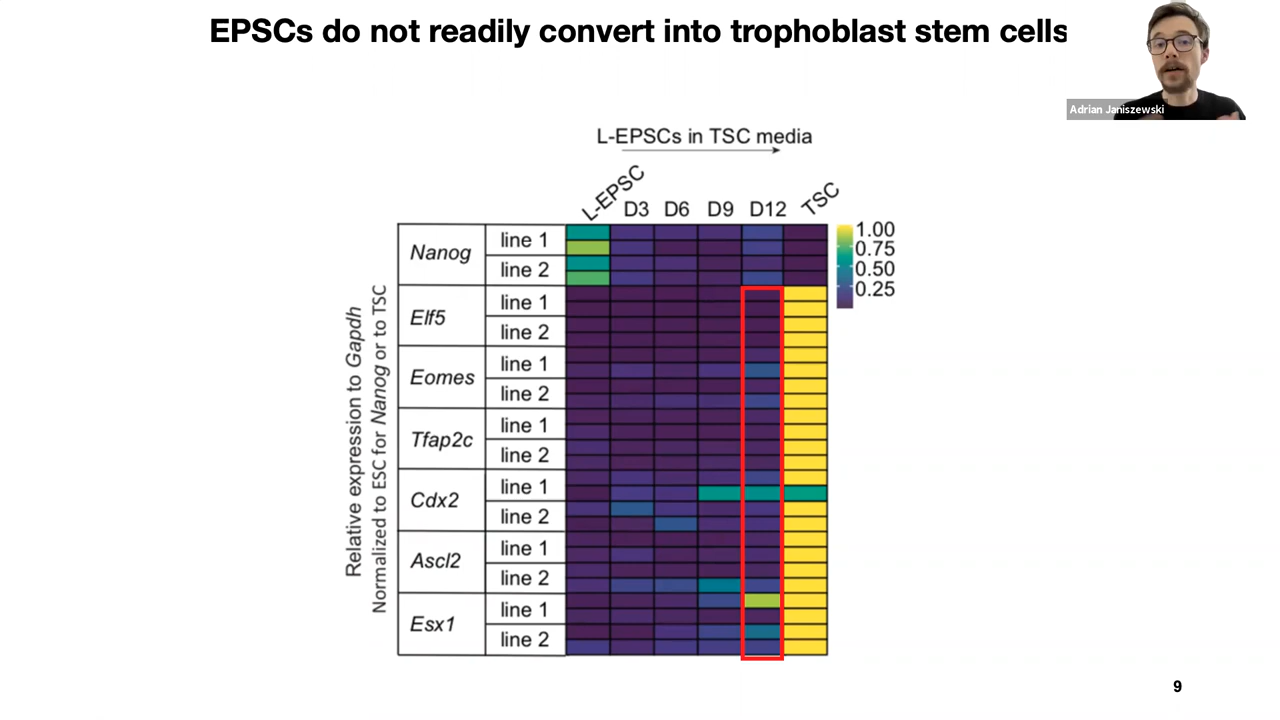 EPSCs do not readily convert into trophoblast stem cells
Adrian Janiszewski
L-EPSCs in TSC media
L-EPSC D3 D6 D9 D12 TSC
Relative expression to Gapdh
Normalized to ESC for Nanog or to TSC
Nanog
line 1
line 2
Elf5
line 1
line 2
Eomes
line 1
line 2
Tfap2c
line 1
line 2
Cdx2
line 1
line 2
Ascl2
line 1
line 2
Esx1
line 1
line 2
1.00
0.75
0.50
0.25
9